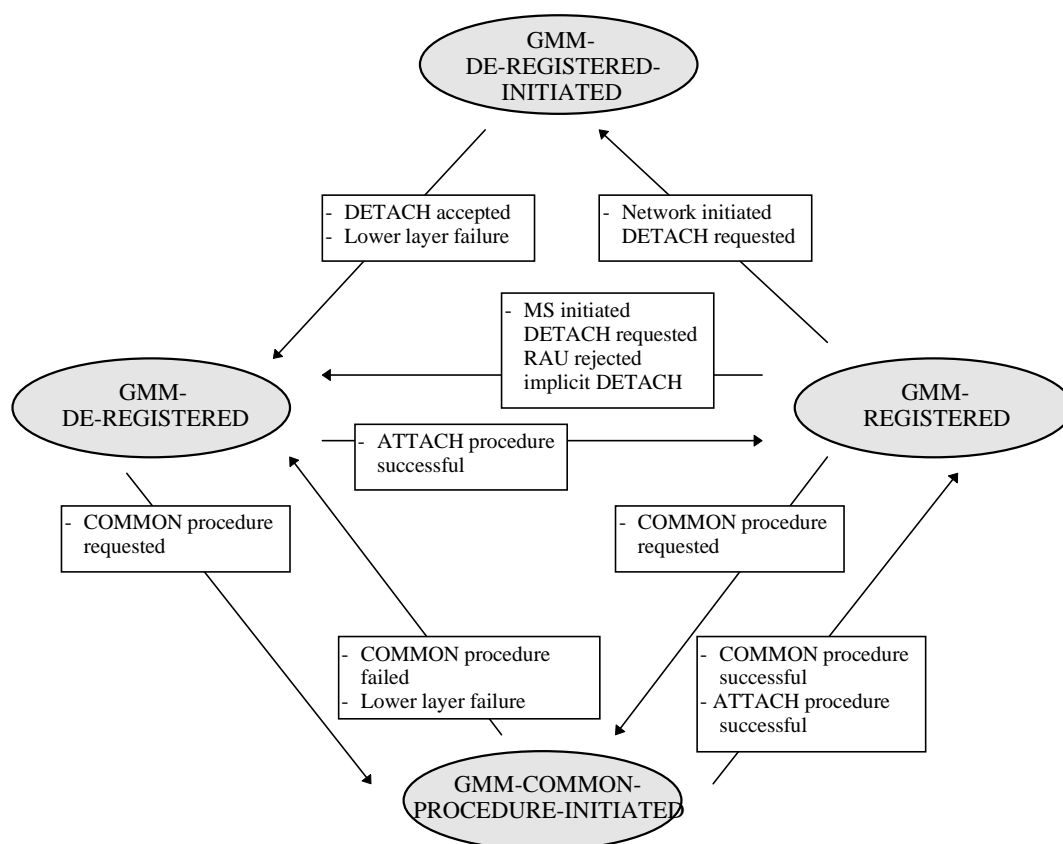 GMM-
DE-REGISTERED-
INITIATED
- DETACH accepted
- Lower layer failure
- Network initiated
DETACH requested
- MS initiated
DETACH requested
RAU rejected
implicit DETACH
GMM-
DE-REGISTERED
GMM-
REGISTERED
- ATTACH procedure
successful
- COMMON procedure
requested
- COMMON procedure
requested
- COMMON procedure
failed
- Lower layer failure
- COMMON procedure
successful
- ATTACH procedure
successful
GMM-COMMON-
PROCEDURE-INITIATED